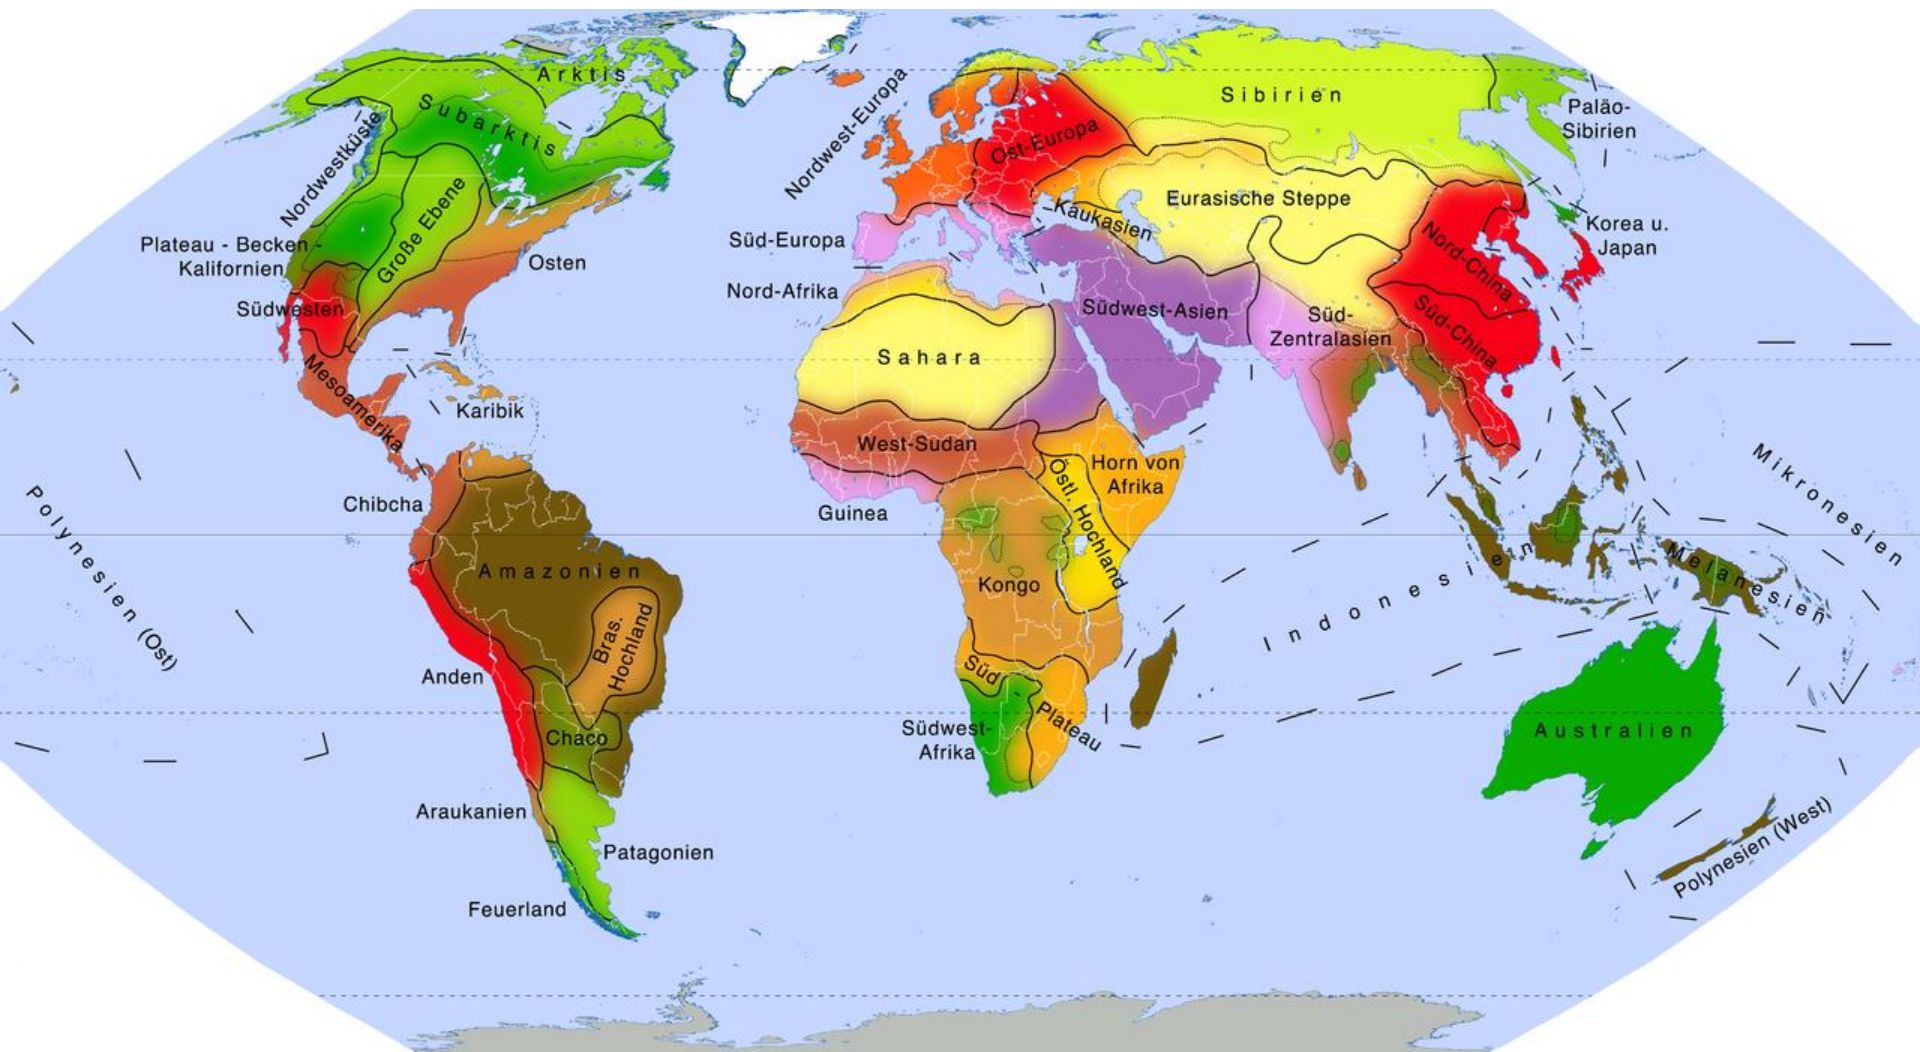 Arktis
Subarktis
Nordwestküste
Plateau - Becken -
Kalifornien
Große Ebene
Osten
Südwesten
Mesoamerika
Karibik
Chibcha
Amazonien
Bras.
Hochland
Anden
Chaco
Araukanien
Patagonien
Feuerland
Polynesien (Ost)
Nordwest-Europa
Ost-Europa
Süd-Europa
Nord-Afrika
Sahara
West-Sudan
Guinea
Horn von
Afrika
Östl. Hochland
Kongo
Süd -
Plateau
Südwest-
Afrika
Kaukasien
Südwest-Asien
Sibirien
Paläo-
Sibirien
Eurasische Steppe
Süd-
Zentralasien
Nord-China
Süd-China
Korea u.
Japan
Indonesien
Mikronesien
Melanesien
Australien
Polynesien (West)